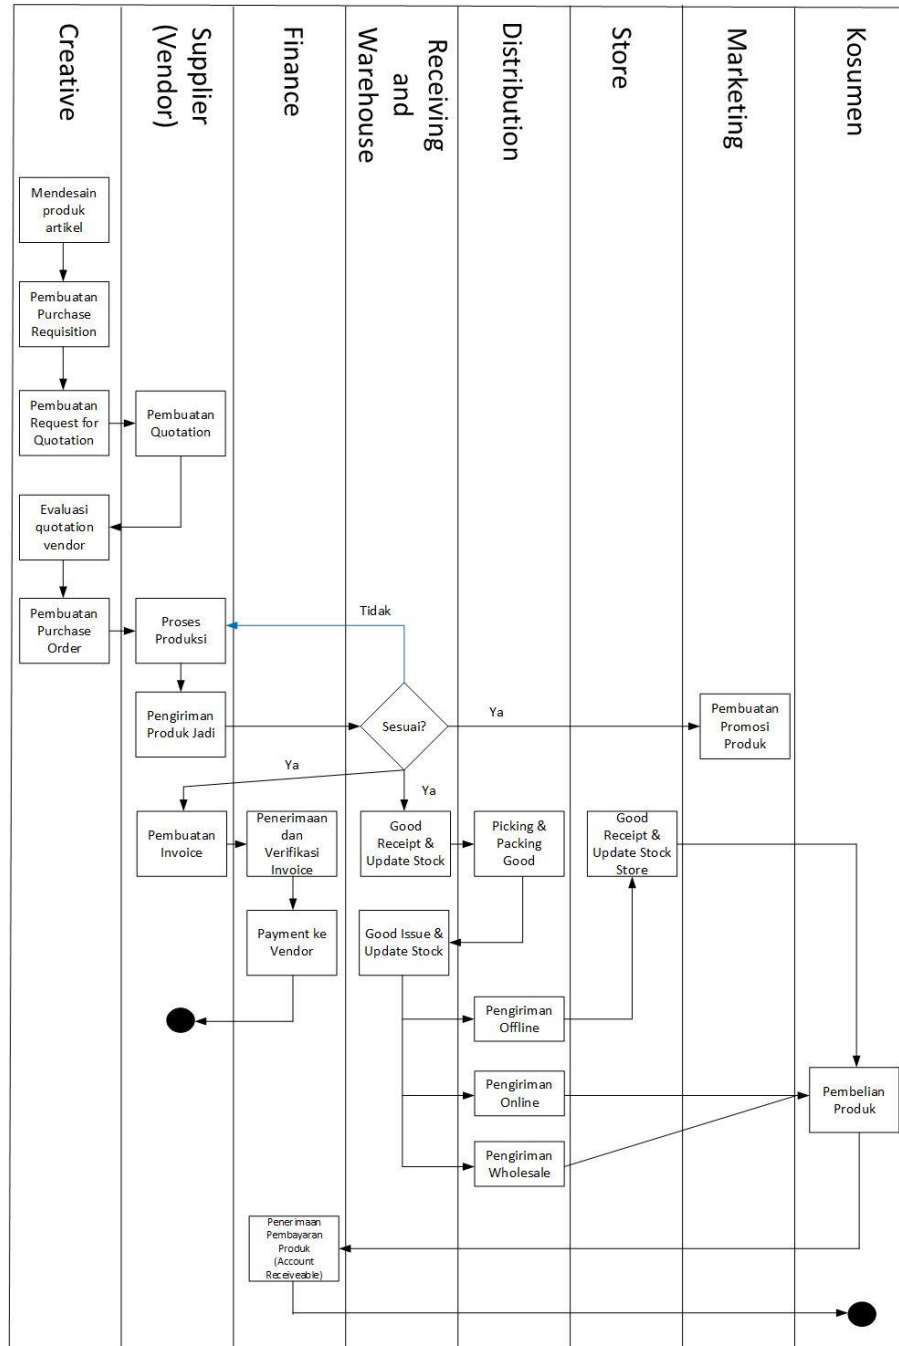 Creative
Supplier
(Vendor)
Finance
Receiving
and
Warehouse
Distribution
Store
Marketing
Kosumen
Mendesain
produk
artikel
Pembuatan
Purchase
Requisition
Pembuatan
Request for
Quotation
Pembuatan
Quotation
Evaluasi
quotation
vendor
Pembuatan
Purchase
Order
Proses
Produksi
Tidak
Pengiriman
Produk Jadi
Sesuai?
Ya
Pembuatan
Promosi
Produk
Ya
Ya
Pembuatan
Invoice
Penerimaan
dan
Verifikasi
Invoice
Good
Receipt &
Update Stock
Picking &
Packing
Good
Good
Receipt &
Update Stock
Store
Payment ke
Vendor
Good Issue &
Update Stock
Pengiriman
Offline
Pengiriman
Online
Pembelian
Produk
Pengiriman
Wholesale
Penerimaan
Pembayaran
Produk
(Account
Receiveable)